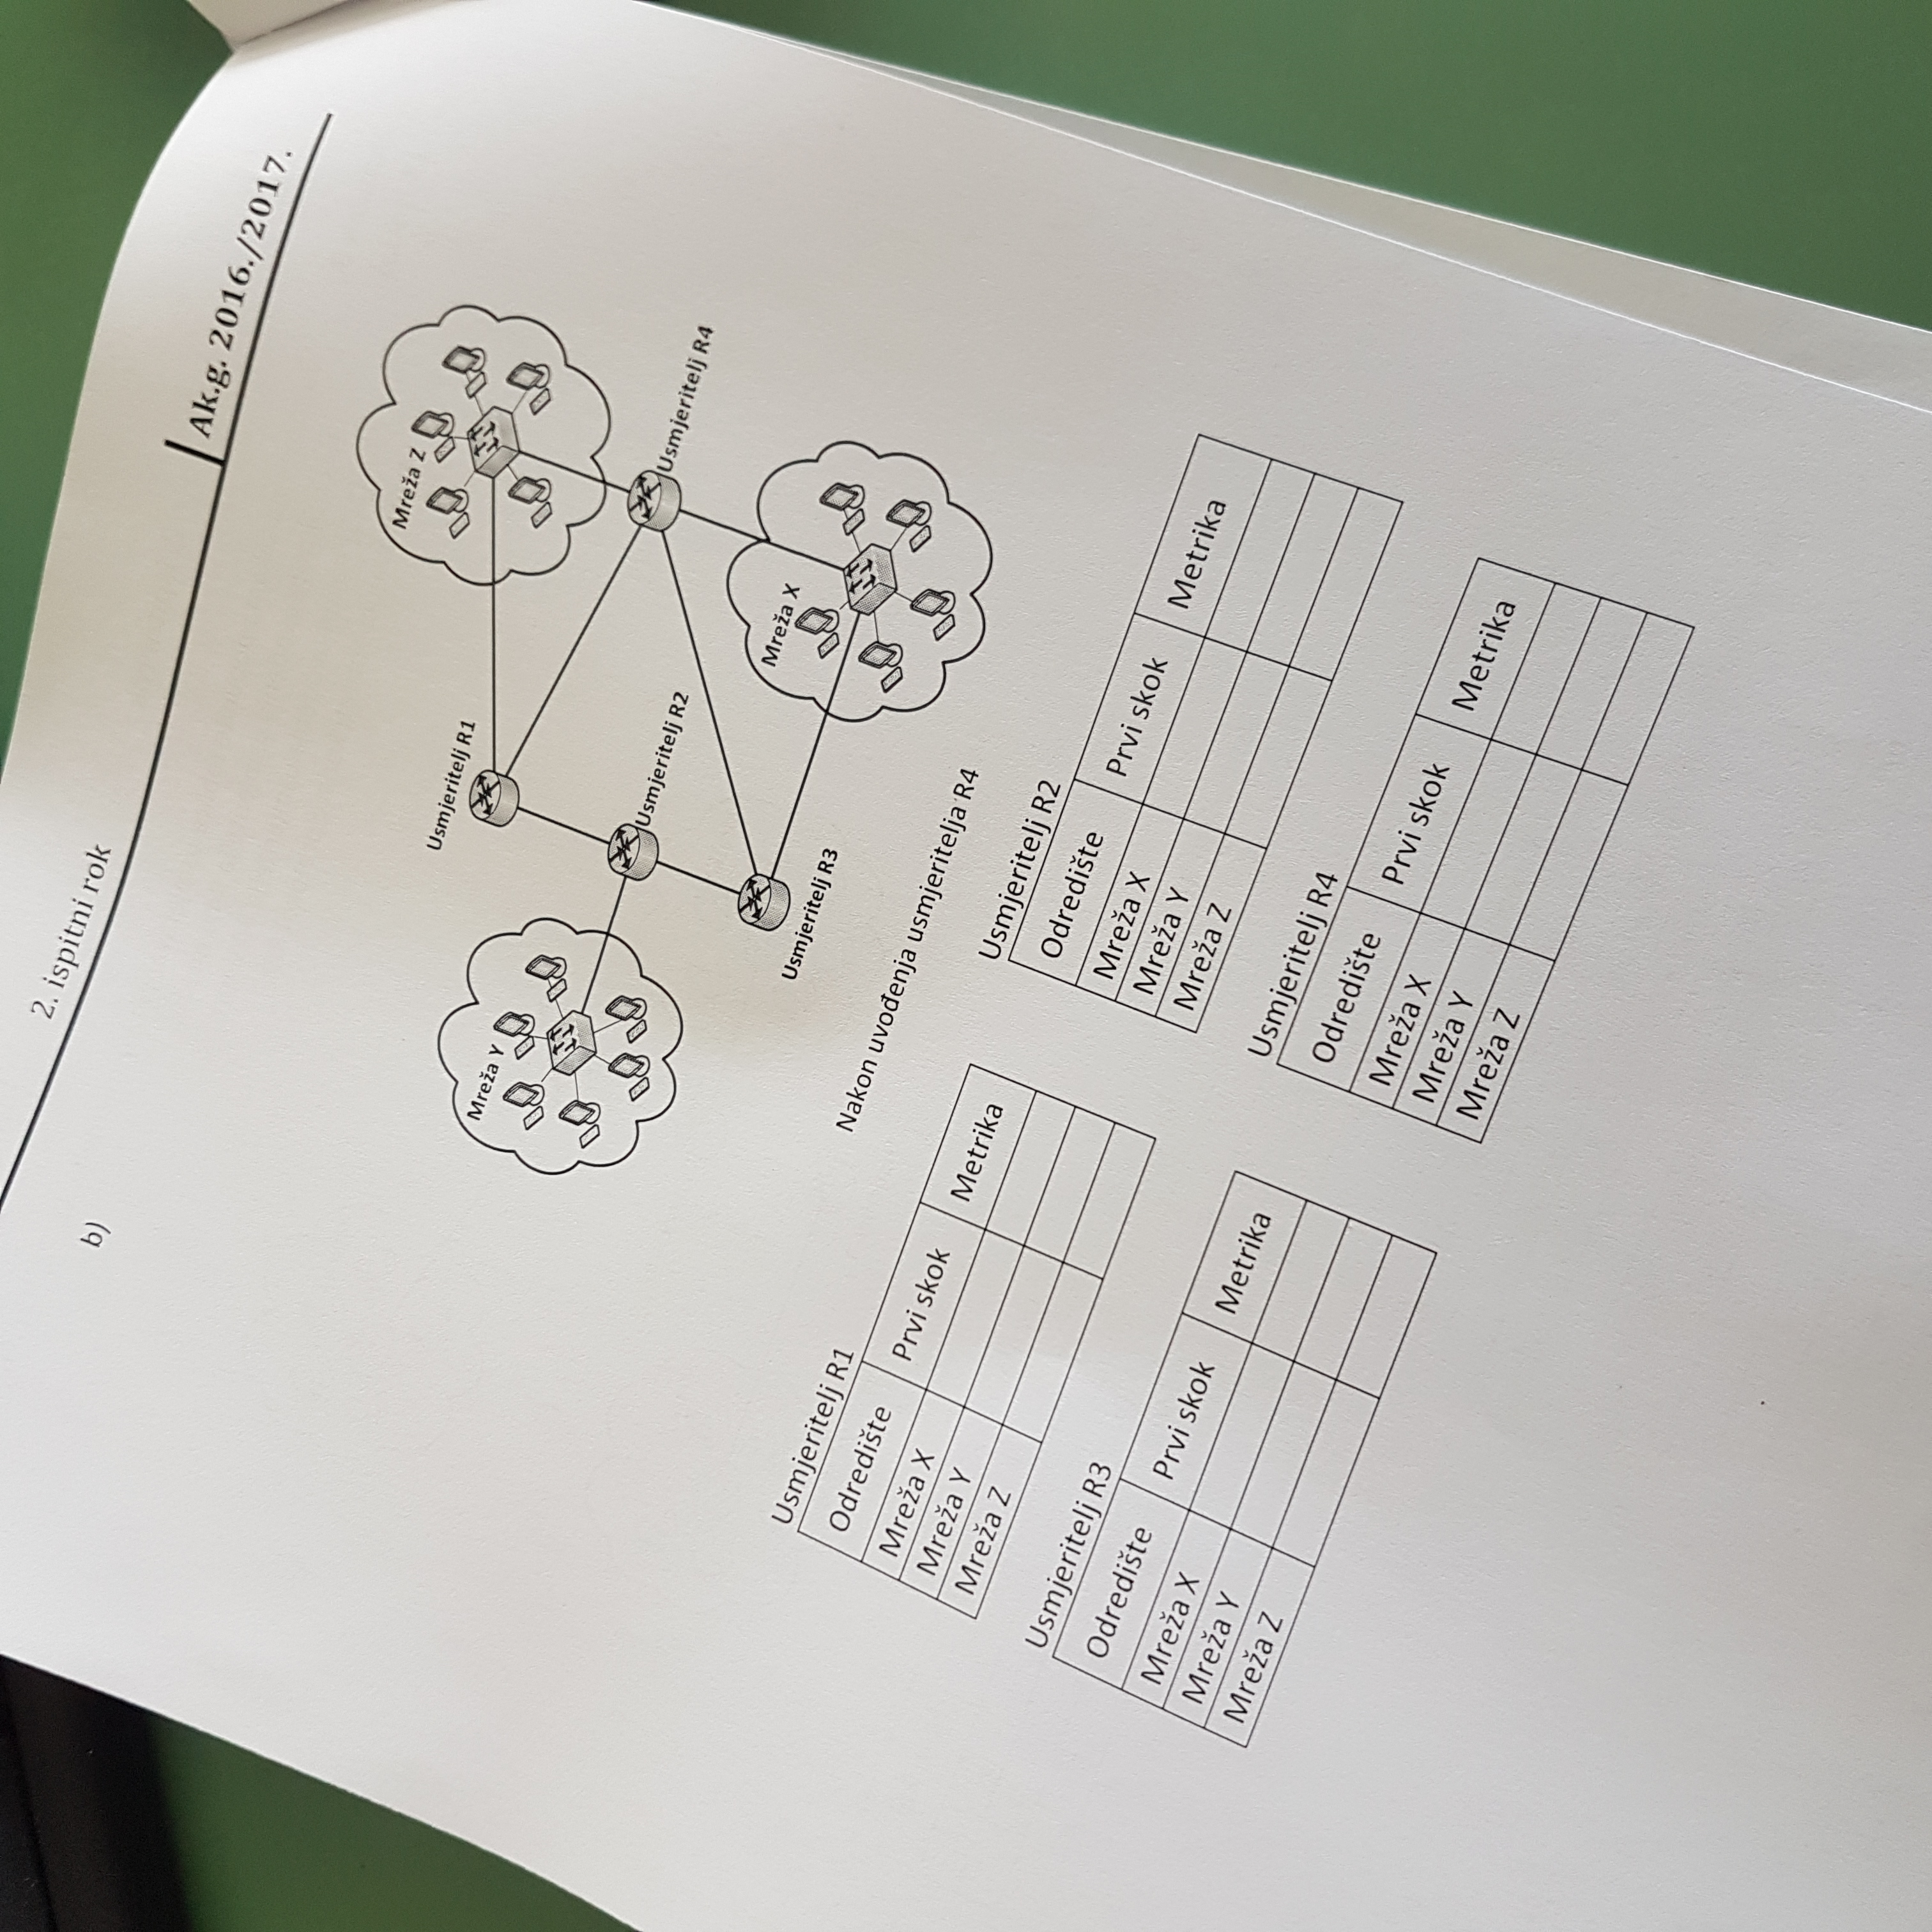 2. ispitni rok
Ak.g. 2016./2017.
b)
Mreža Z
Usmjeritelj R1
Mreža Y
Usmjeritelj R2
Usmjeritelj R4
Mreža X
Usmjeritelj R3
Nakon uvođenja usmjeritelja R4
Usmjeritelj R1
Odredište Prvi skok Metrika
Mreža X
Mreža Y
Mreža Z
Usmjeritelj R2
Odredište Prvi skok Metrika
Mreža X
Mreža Y
Mreža Z
Usmjeritelj R3
Odredište Prvi skok Metrika
Mreža X
Mreža Y
Mreža Z
Usmjeritelj R4
Odredište Prvi skok Metrika
Mreža X
Mreža Y
Mreža Z